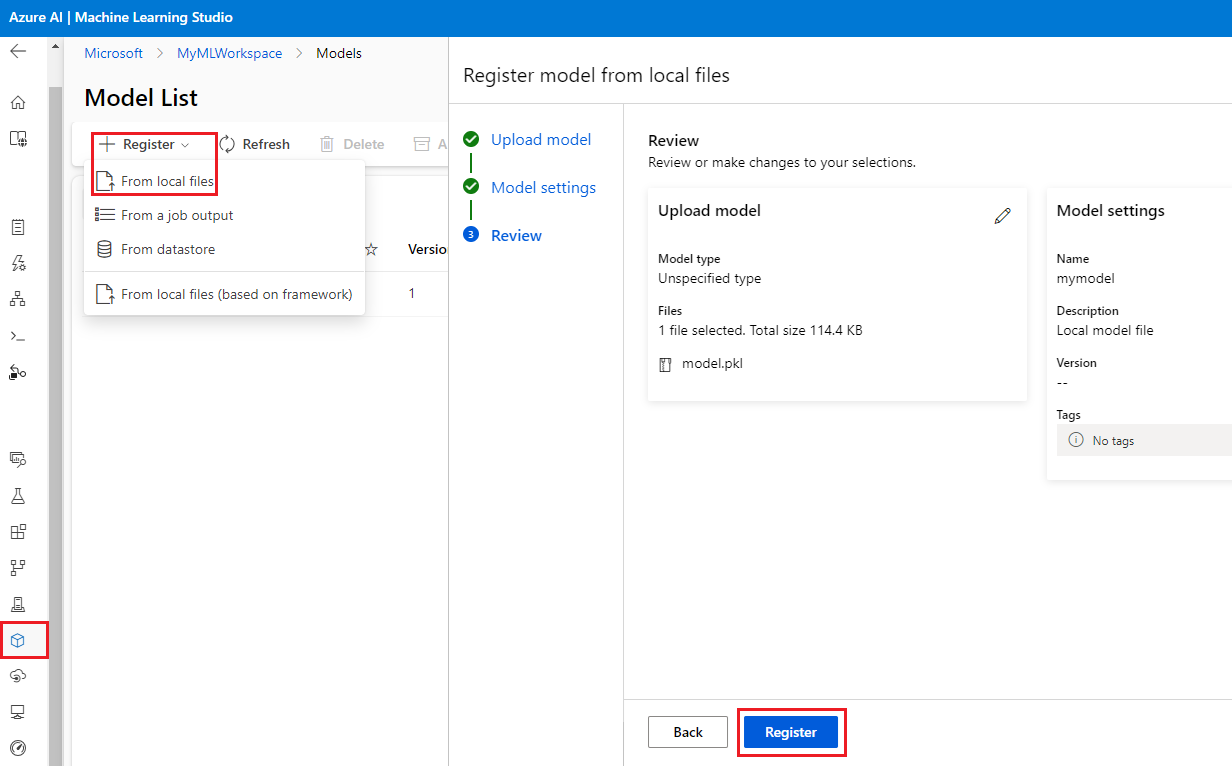 Azure AI | Machine Learning Studio
Microsoft > MyMLWorkspace > Models
Model List
Register
Refresh
Delete
A
From local files
From a job output
From datastore
From local files (based on framework)
Versio
1
Register model from local files
Upload model
Model settings
3 Review
Review
Review or make changes to your selections.
Upload model
Model type
Unspecified type
Files
1 file selected. Total size 114.4 KB
model.pkl
Model settings
Name
mymodel
Description
Local model file
Version
--
Tags
No tags
Back
Register